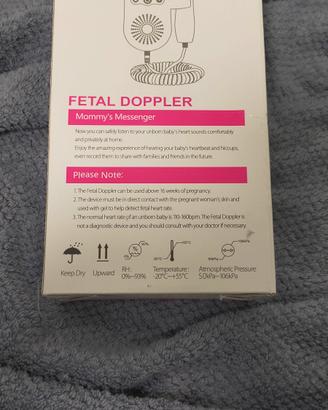 FETAL DOPPLER
Mommy's Messenger
Now you can safely listen to your unborn baby's heart sounds comfortably
and privately at home.
Enjoy the amazing experience of hearing your baby's heartbeat and hiccups,
even record them to share with families and friends in the future.
Please Note:
1. The Fetal Doppler can be used above 16 weeks of pregnancy.
2. The device must be in direct contact with the pregnant woman's skin and
used with gel to help detect fetal heart rate.
3. The normal heart rate of an unborn baby is 110-160bpm. The Fetal Doppler is
not a diagnostic device and you should consult with your doctor if necessary.
Keep Dry
Upward
RH:
0%~93%
Temperature:
-20°C~+55°C
Atmospheric Pressure:
50kPa~106kPa